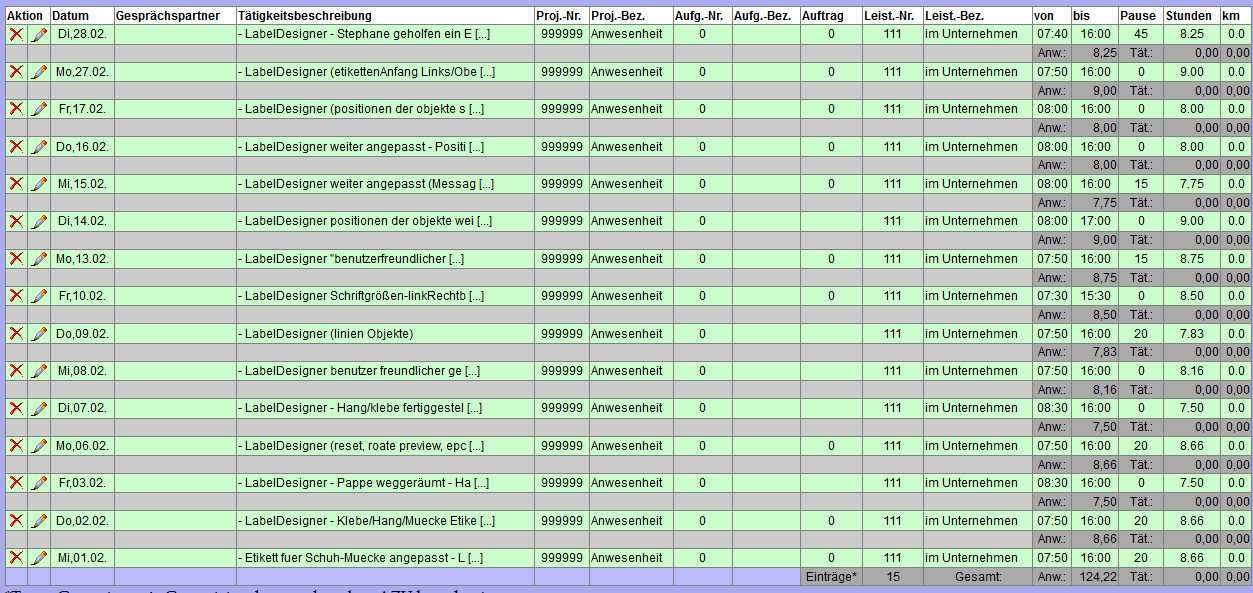 Aktion Datum Gesprächspartner Tätigkeitsbeschreibung Proj.-Nr. Proj.-Bez. Aufg.-Nr. Aufg.-Bez. Auftrag Leist.-Nr. Leist.-Bez. von bis Pause Stunden km
Di,28.02. - LabelDesigner - Stephane geholfen ein E [...] 999999 Anwesenheit 0 0 111 im Unternehmen 07:40 16:00 45 8.25 0.0
Anw.: 8,25 Tät.: 0,00 0,00
Mo,27.02. - LabelDesigner (etikettenAnfang Links/Obe [...] 999999 Anwesenheit 0 0 111 im Unternehmen 07:50 16:00 0 9.00 0.0
Anw.: 9,00 Tät.: 0,00 0,00
Fr,17.02. - LabelDesigner (positionen der objekte s [...] 999999 Anwesenheit 0 0 111 im Unternehmen 08:00 16:00 0 8.00 0.0
Anw.: 8,00 Tät.: 0,00 0,00
Do,16.02. - LabelDesigner weiter angepasst - Positi [...] 999999 Anwesenheit 0 0 111 im Unternehmen 08:00 16:00 0 8.00 0.0
Anw.: 8,00 Tät.: 0,00 0,00
Mi,15.02. - LabelDesigner weiter angepasst (Messag [...] 999999 Anwesenheit 0 0 111 im Unternehmen 08:00 16:00 15 7.75 0.0
Anw.: 7,75 Tät.: 0,00 0,00
Di,14.02. - LabelDesigner positionen der objekte wei [...] 999999 Anwesenheit 0 111 im Unternehmen 08:00 17:00 0 9.00 0.0
Anw.: 9,00 Tät.: 0,00 0,00
Mo,13.02. - LabelDesigner "benutzerfreundlicher [...] 999999 Anwesenheit 0 0 111 im Unternehmen 07:50 16:00 15 8.75 0.0
Anw.: 8,75 Tät.: 0,00 0,00
Fr,10.02. - LabelDesigner Schriftgrößen-linkRechtb [...] 999999 Anwesenheit 0 0 111 im Unternehmen 07:30 15:30 0 8.50 0.0
Anw.: 8,50 Tät.: 0,00 0,00
Do,09.02. - LabelDesigner (linien Objekte) 999999 Anwesenheit 0 111 im Unternehmen 07:50 16:00 20 7.83 0.0
Anw.: 7,83 Tät.: 0,00 0,00
Mi,08.02. - LabelDesigner benutzer freundlicher ge [...] 999999 Anwesenheit 0 111 im Unternehmen 07:50 16:00 0 8.16 0.0
Anw.: 8,16 Tät.: 0,00 0,00
Di,07.02. - LabelDesigner - Hang/klebe fertiggestel [...] 999999 Anwesenheit 0 111 im Unternehmen 08:30 16:00 0 7.50 0.0
Anw.: 7,50 Tät.: 0,00 0,00
Mo,06.02. - LabelDesigner (reset, roate preview, epc [...] 999999 Anwesenheit 0 0 111 im Unternehmen 07:50 16:00 20 8.66 0.0
Anw.: 8,66 Tät.: 0,00 0,00
Fr,03.02. - LabelDesigner - Pappe weggeräumt - Ha [...] 999999 Anwesenheit 0 111 im Unternehmen 08:30 16:00 0 7.50 0.0
Anw.: 7,50 Tät.: 0,00 0,00
Do,02.02. - LabelDesigner - Klebe/Hang/Muecke Etike [...] 999999 Anwesenheit 0 0 111 im Unternehmen 07:50 16:00 20 8.66 0.0
Anw.: 8,66 Tät.: 0,00 0,00
Mi,01.02. - Etikett fuer Schuh-Muecke angepasst - L [...] 999999 Anwesenheit 0 0 111 im Unternehmen 07:50 16:00 20 8.66 0.0
Einträge* 15 Gesamt: Anw.: 124,22 Tät.: 0,00 0,00